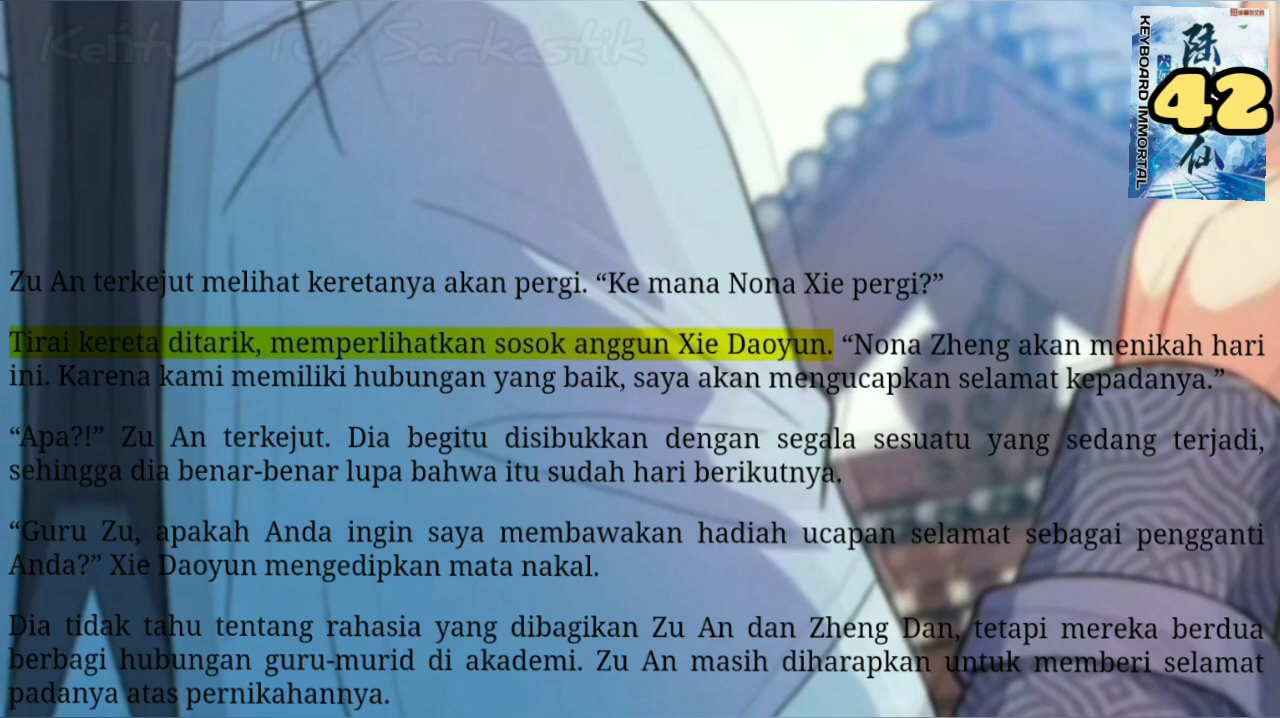 Kentut Tua Sarkastik
KEYBOARD IMMORTAL
42
仙
Zu An terkejut melihat keretanya akan pergi. “Ke mana Nona Xie pergi?”
Tirai kereta ditarik, memperlihatkan sosok anggun Xie Daoyun. “Nona Zheng akan menikah hari
ini. Karena kami memiliki hubungan yang baik, saya akan mengucapkan selamat kepadanya.”
“Apa?!” Zu An terkejut. Dia begitu disibukkan dengan segala sesuatu yang sedang terjadi,
sehingga dia benar-benar lupa bahwa itu sudah hari berikutnya.
“Guru Zu, apakah Anda ingin saya membawakan hadiah ucapan selamat sebagai pengganti
Anda?” Xie Daoyun mengedipkan mata nakal.
Dia tidak tahu tentang rahasia yang dibagikan Zu An dan Zheng Dan, tetapi mereka berdua
berbagi hubungan guru-murid di akademi. Zu An masih diharapkan untuk memberi selamat
padanya atas pernikahannya.